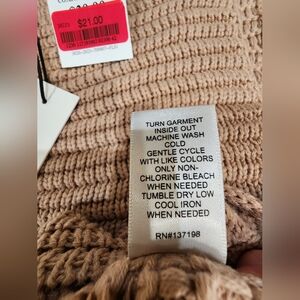 $21.00
TURN GARMENT
INSIDE OUT
MACHINE WASH
COLD
GENTLE CYCLE
WITH LIKE COLORS
ONLY NON-
CHLORINE BLEACH
WHEN NEEDED
TUMBLE DRY LOW
COOL IRON
WHEN NEEDED
RN#137198